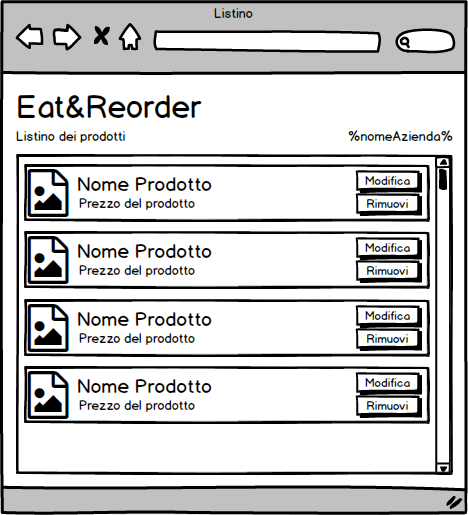 Listino
Eat&Reorder
Listino dei prodotti
%nomeAzienda%
Nome Prodotto
Prezzo del prodotto
Modifica
Rimuovi
Nome Prodotto
Prezzo del prodotto
Modifica
Rimuovi
Nome Prodotto
Prezzo del prodotto
Modifica
Rimuovi
Nome Prodotto
Prezzo del prodotto
Modifica
Rimuovi